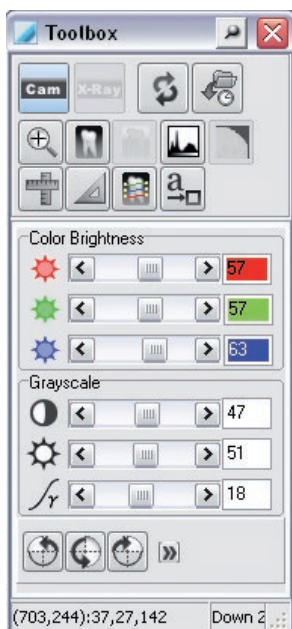 Toolbox
Cam X-Ray
a
Color Brightness
57
57
63
Grayscale
47
51
γ 18
(703,244):37,27,142 Down 2